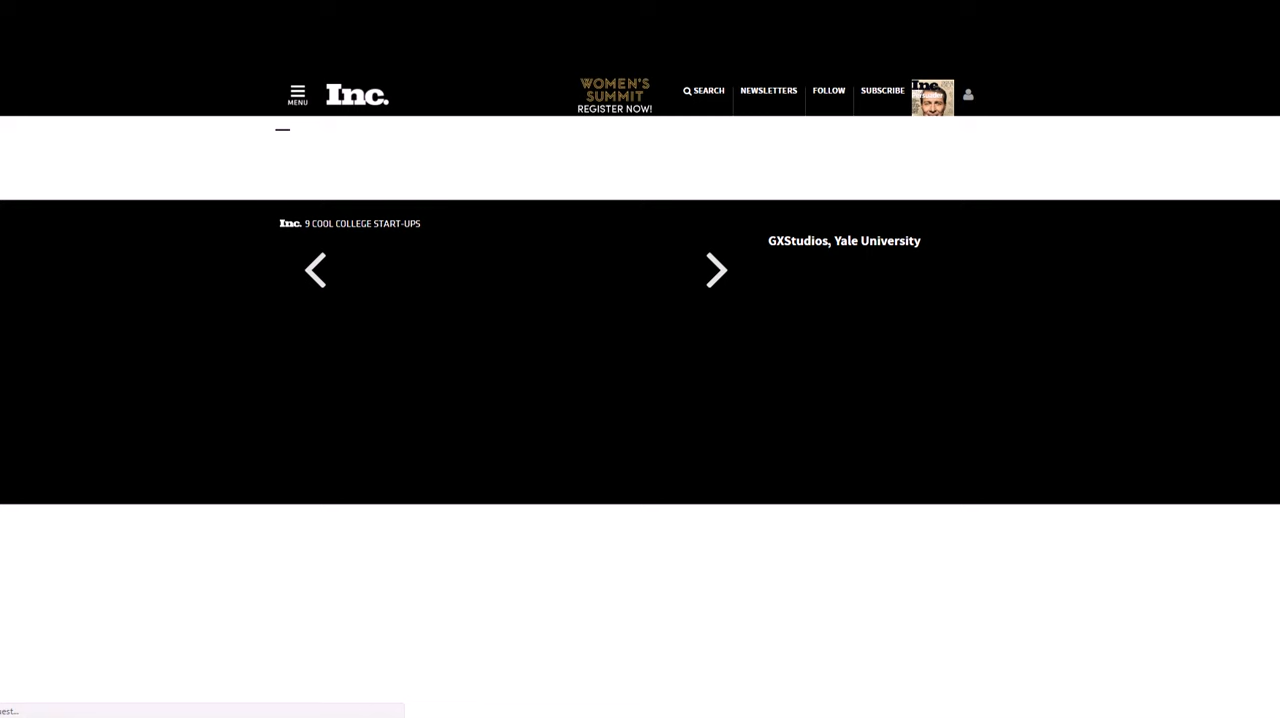 MENU
Inc.
WOMEN'S
SUMMIT
REGISTER NOW!
SEARCH
NEWSLETTERS
FOLLOW
SUBSCRIBE
Inc.
Inc. 9 COOL COLLEGE START-UPS
GXStudios, Yale University